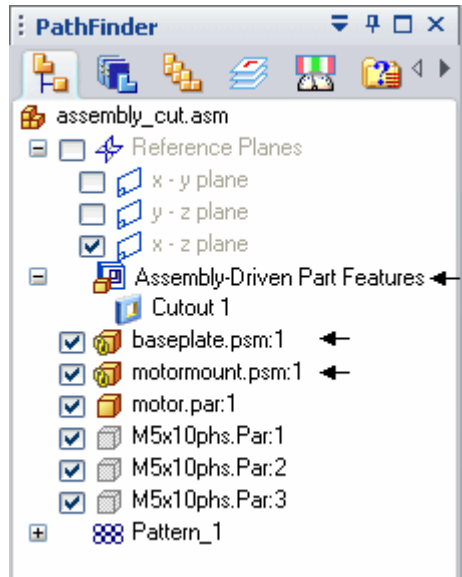 PathFinder
assembly_cut.asm
Reference Planes
x - y plane
y - z plane
x - z plane
Assembly-Driven Part Features
Cutout 1
baseplate.psm:1
motormount.psm:1
motor.par:1
M5x10phs.Par:1
M5x10phs.Par:2
M5x10phs.Par:3
Pattern_1